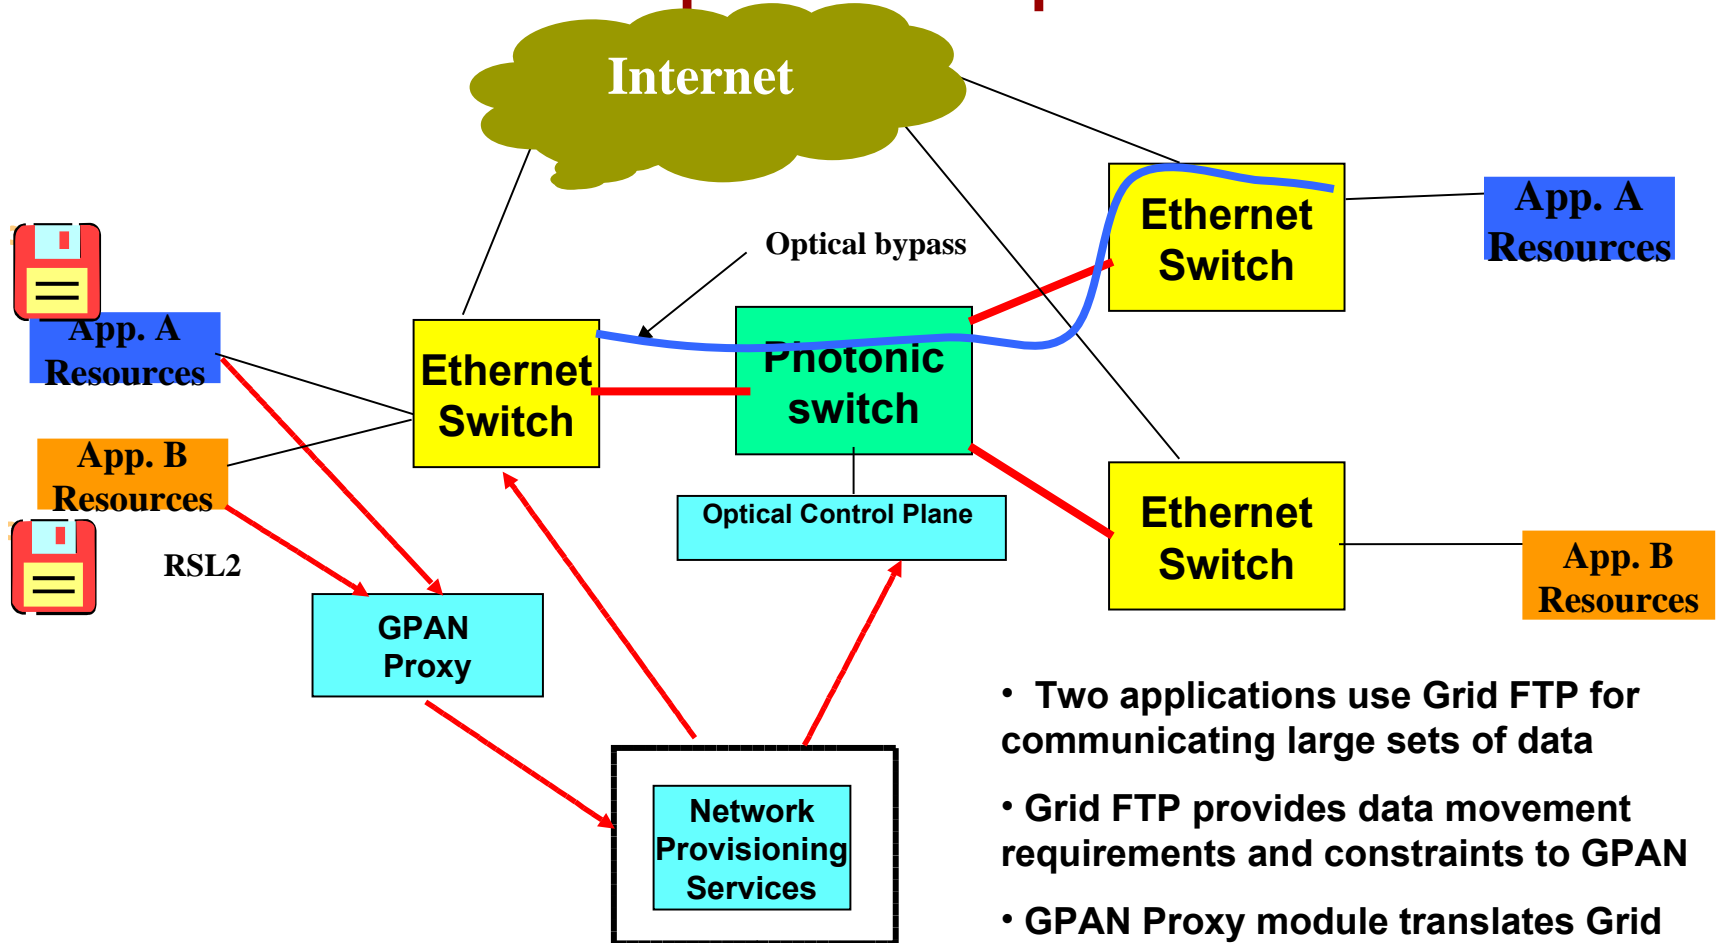 Internet
Optical bypass
Ethernet
Switch
App. A
Resources
App. A
Resources
Ethernet
Switch
Photonic
switch
App. B
Resources
Optical Control Plane
Ethernet
Switch
App. B
Resources
RSL2
GPAN
Proxy
Network
Provisioning
Services
• Two applications use Grid FTP for
communicating large sets of data
• Grid FTP provides data movement
requirements and constraints to GPAN
• GPAN Proxy module translates Grid